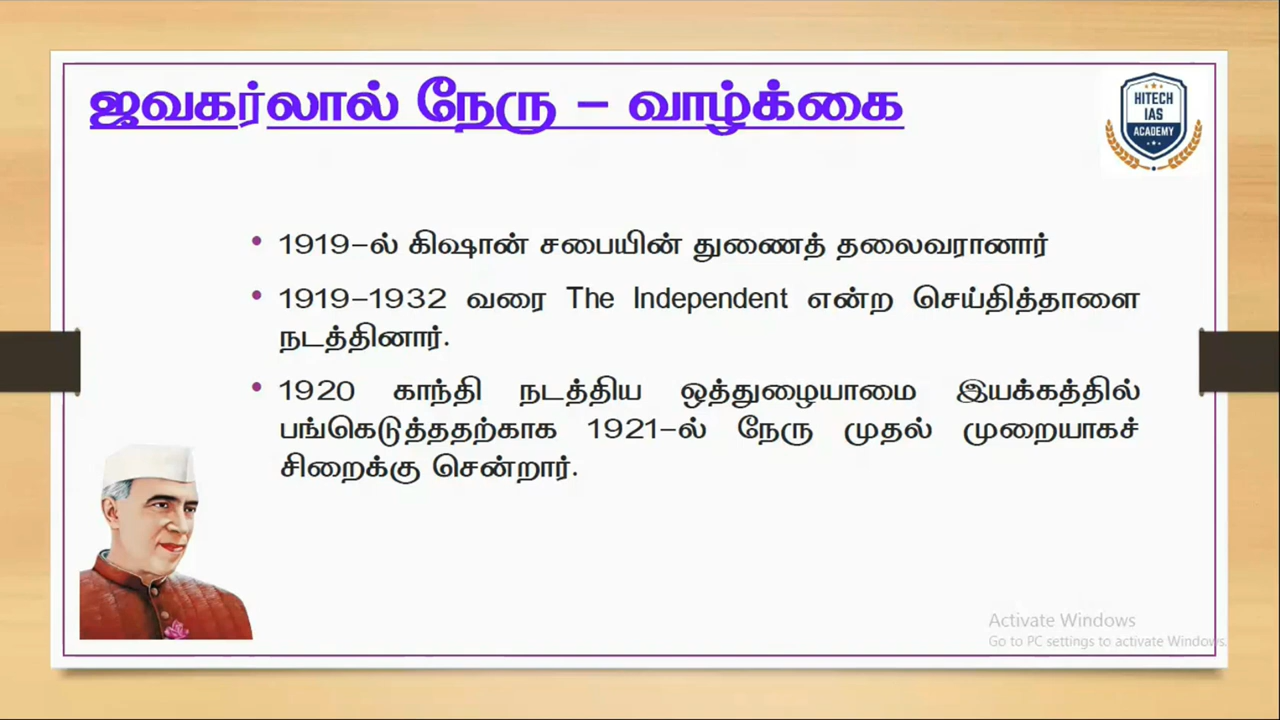 ஜவகர்லால் நேரு – வாழ்க்கை
HITECH
IAS
ACADEMY
• 1919–ல் கிஷான் சபையின் துணைத் தலைவரானார்
• 1919–1932 வரை The Independent என்ற செய்தித்தாளை
நடத்தினார்.
• 1920 காந்தி நடத்திய ஒத்துழையாமை இயக்கத்தில்
பங்கெடுத்ததற்காக 1921–ல் நேரு முதல் முறையாகச்
சிறைக்கு சென்றார்.
Activate Windows
Go to PC settings to activate Windows.